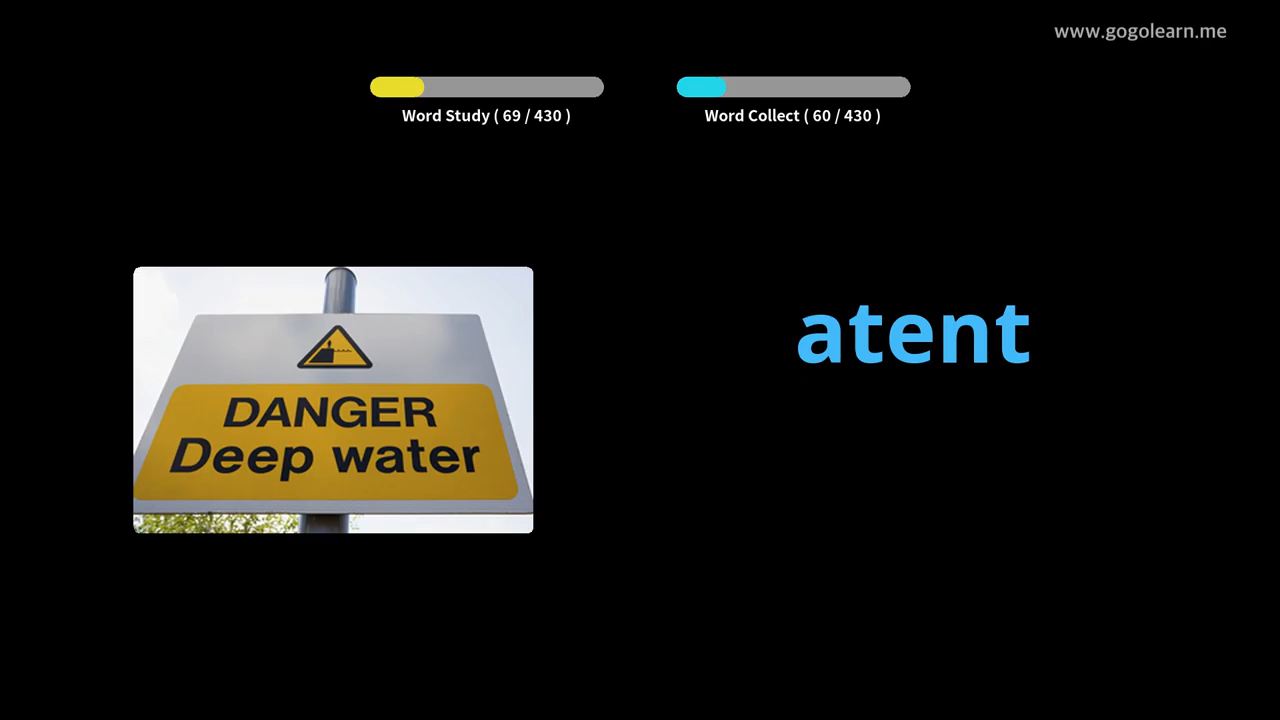 www.gogolearn.me
Word Study ( 69 / 430 )
Word Collect ( 60 / 430 )
atent
DANGER
Deep water